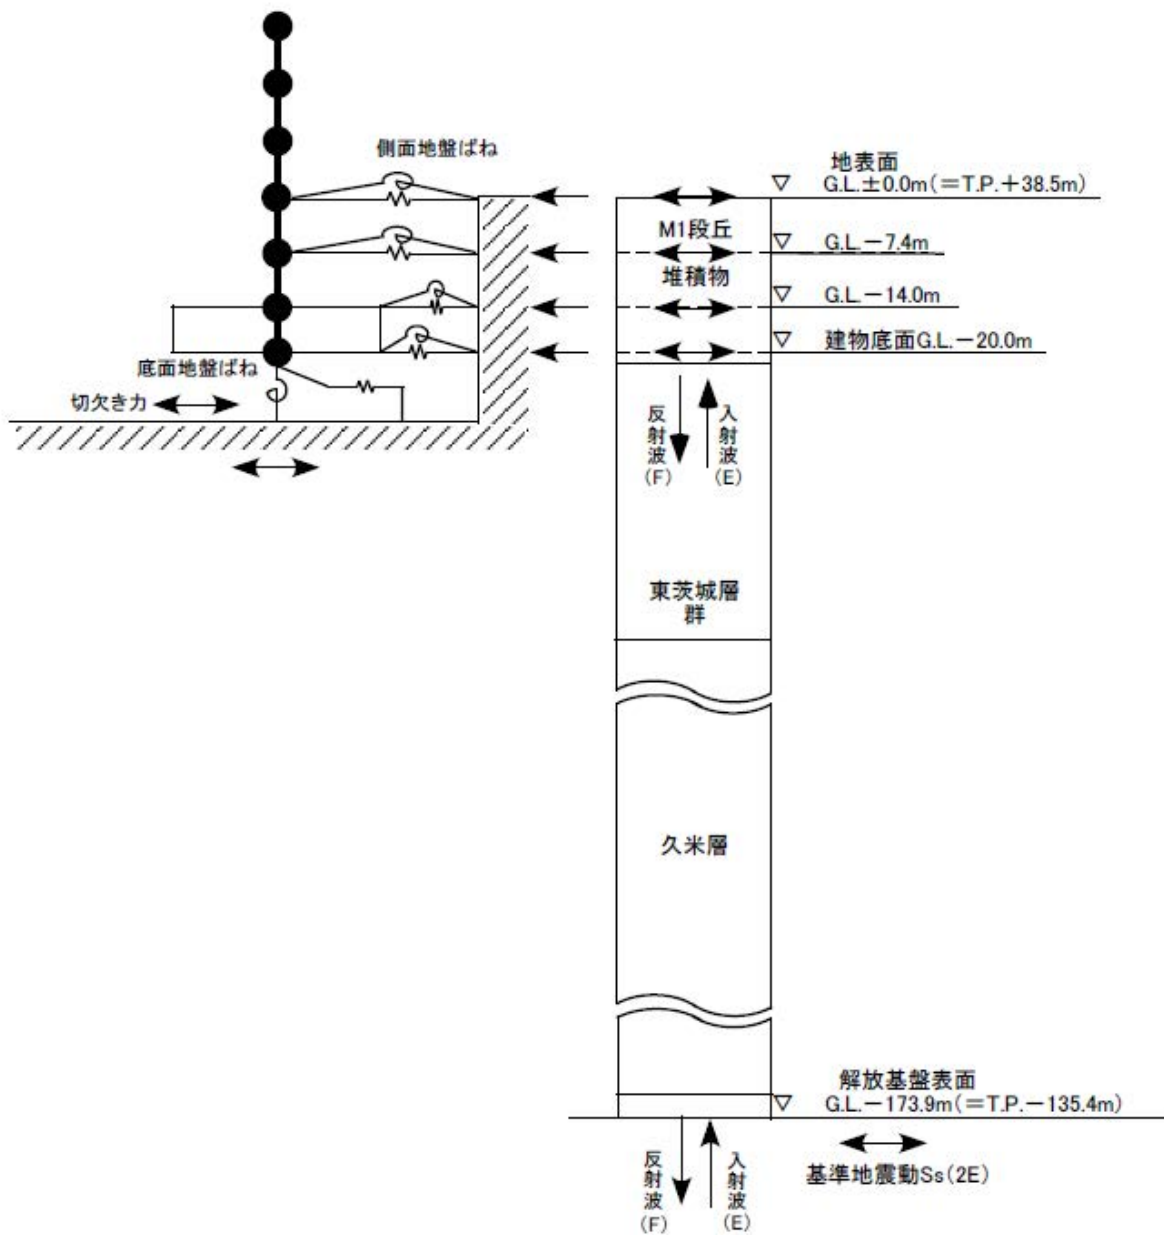 側面地盤ばね
地表面
G.L.±0.0m(=T.P.+38.5m)
M1段丘
G.L.-7.4m
堆積物
G.L.-14.0m
建物底面G.L.-20.0m
底面地盤ばね
切欠き力
反射波(F)
入射波(E)
東茨城層
群
久米層
解放基盤表面
G.L.-173.9m(=T.P.-135.4m)
反射波(F)
入射波(E)
基準地震動Ss(2E)